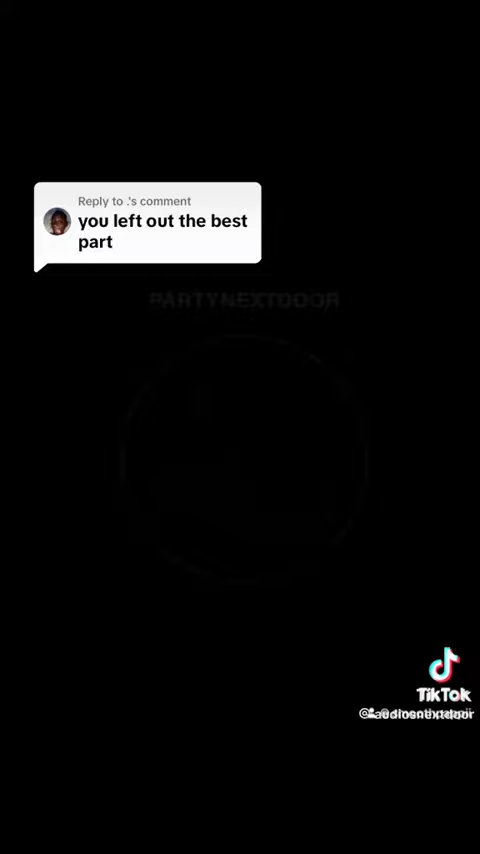 Reply to .'s comment
you left out the best
part
PARTYNEXTDOOR
TikTok